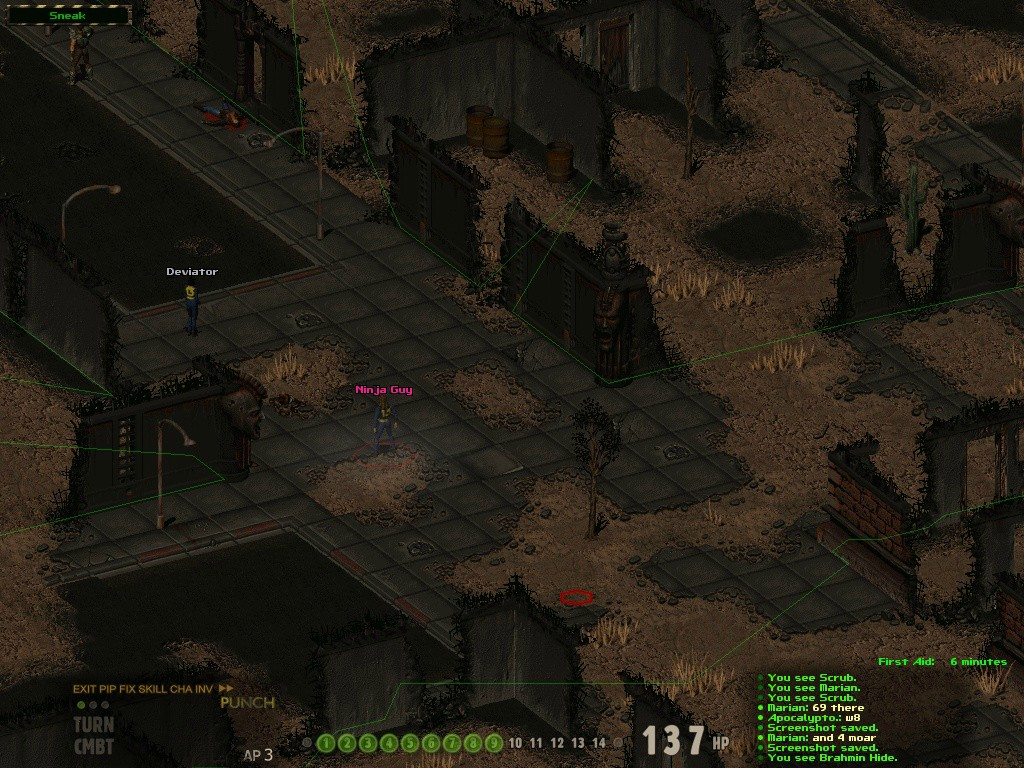 Sneak
Deviator
Ninja Guy
First Aid: 6 minutes
You see Scrub.
You see Marian.
You see Scrub.
Marian: 69 there
Apocalypto.: w8
Screenshot saved.
Marian: and 4 moar
Screenshot saved.
You see Brahmin Hide.
EXIT PIP FIX SKILL CHA INV
PUNCH
TURN
CMBT
AP 3
1 2 3 4 5 6 7 8 9 10 11 12 13 14
137 HP